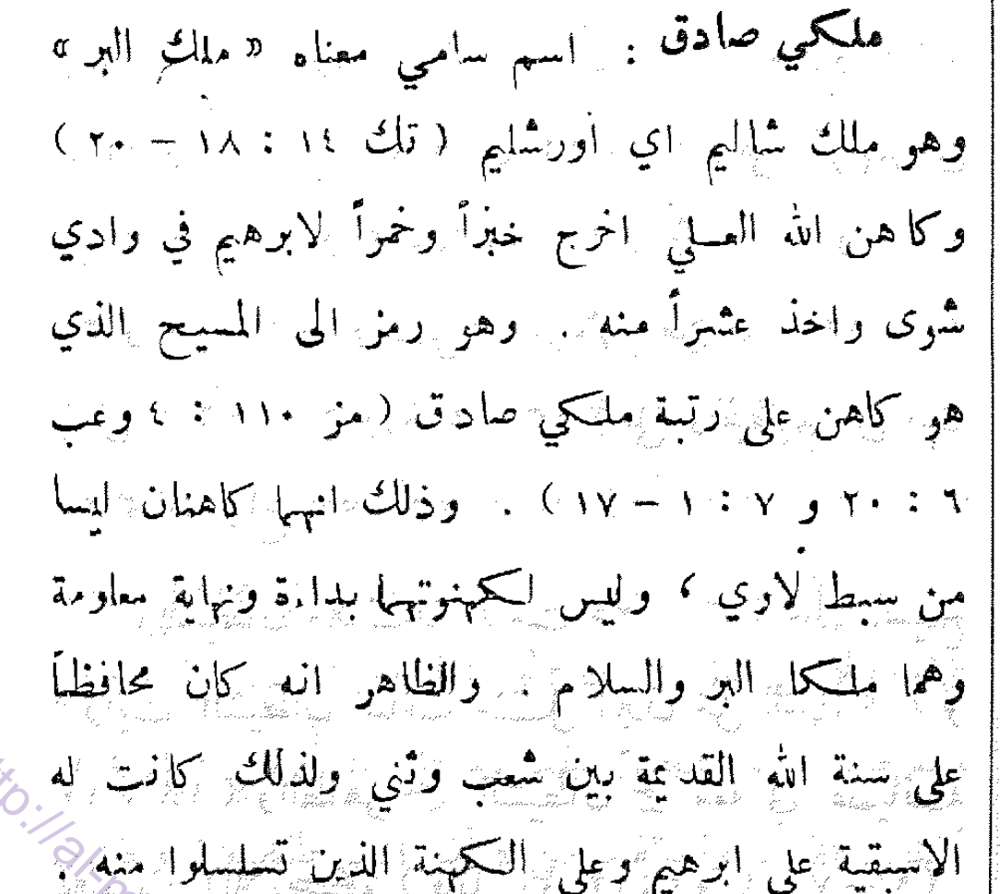 ملكي صادق : اسم سامي معناه « ملك البر »
وهو ملك شاليم اي اورشليم ( تك ١٤ : ١٨ – ٢٠ )
وكاهن الله العلي اخرج خبزاً وخمراً لابرهيم في وادي
شوى واخذ عشراً منه . وهو رمز الى المسيح الذي
هو كاهن على رتبة ملكي صادق ( مز ١١٠ : ٤ وعب
٦ : ٢٠ و ٧ : ١ – ١٧ ) . وذلك انهما كاهنان ليسا
من سبط لاوي ، وليس لكهنوتهما بداءة ونهاية معلومة
وهما ملكا البر والسلام . والظاهر انه كان محافظاً
على سنة الله القديمة بين شعب وثني ولذلك كانت له
الاسبقية على ابرهيم وعلى الكهنة الذين تسلسلوا منه .